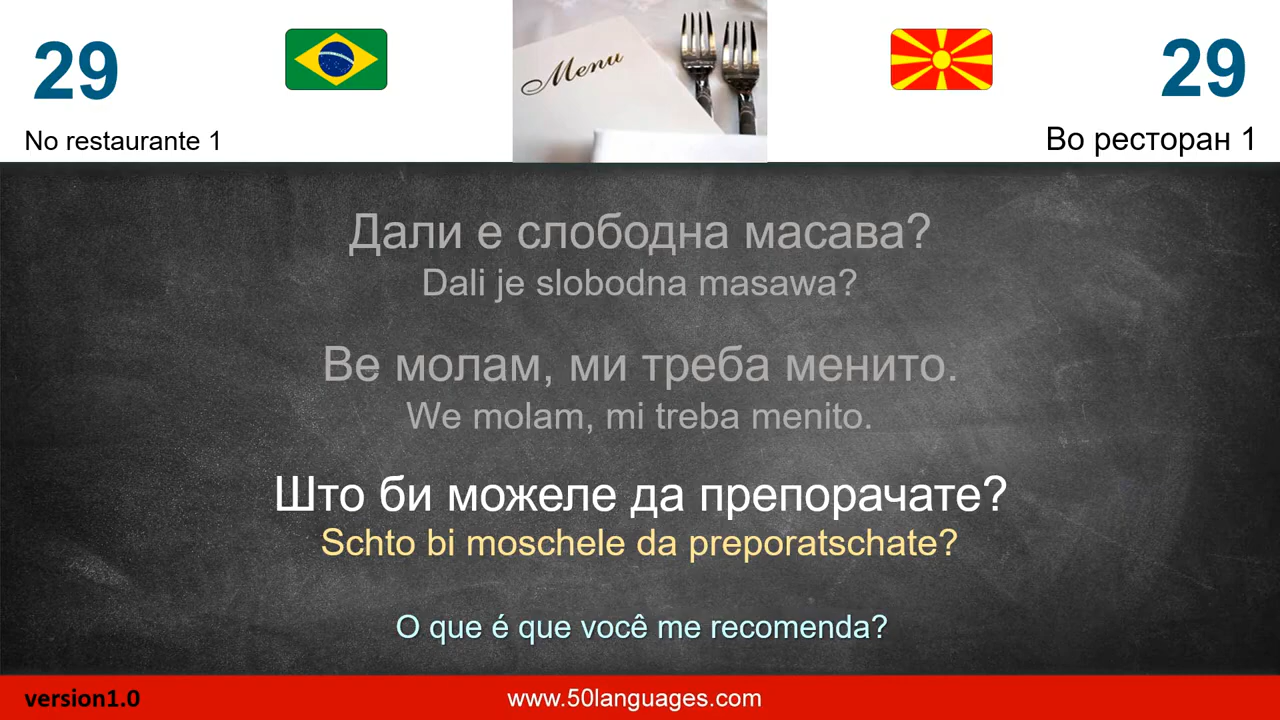 29
29
No restaurante 1
Menu
Во ресторан 1
Дали е слободна масава?
Dali je slobodna masawa?
Ве молам, ми треба менито.
We molam, mi treba menito.
Што би можеле да препорачате?
Schto bi moschele da preporatschate?
O que é que você me recomenda?
version1.0
www.50languages.com